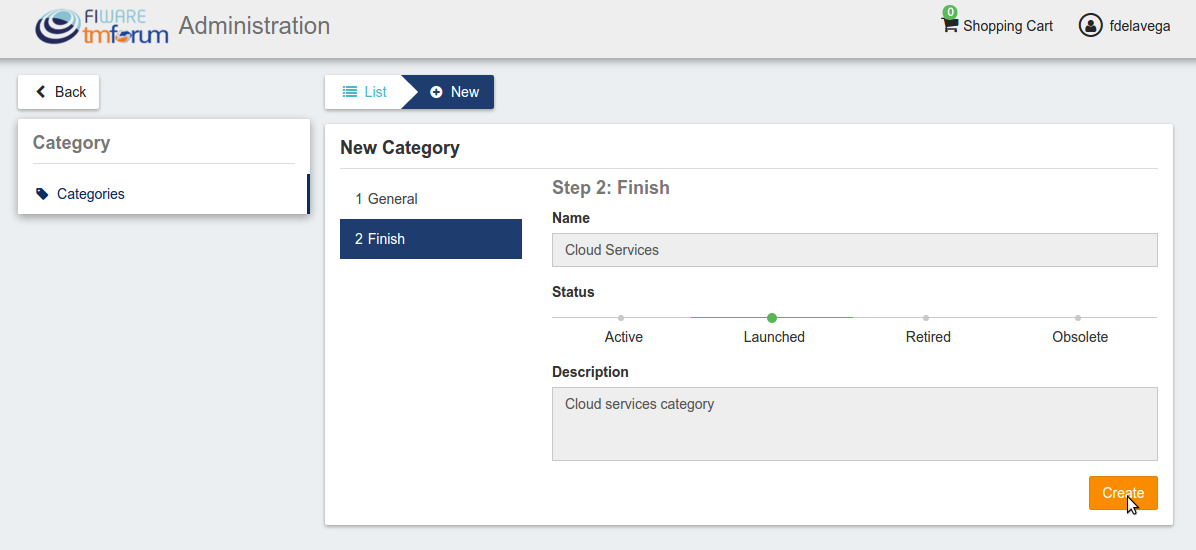 FIWARE
tmforum
Administration
0
Shopping Cart
fdelavega
Back
List
New
Category
Categories
New Category
1 General
2 Finish
Step 2: Finish
Name
Cloud Services
Status
Active Launched Retired Obsolete
Description
Cloud services category
Create